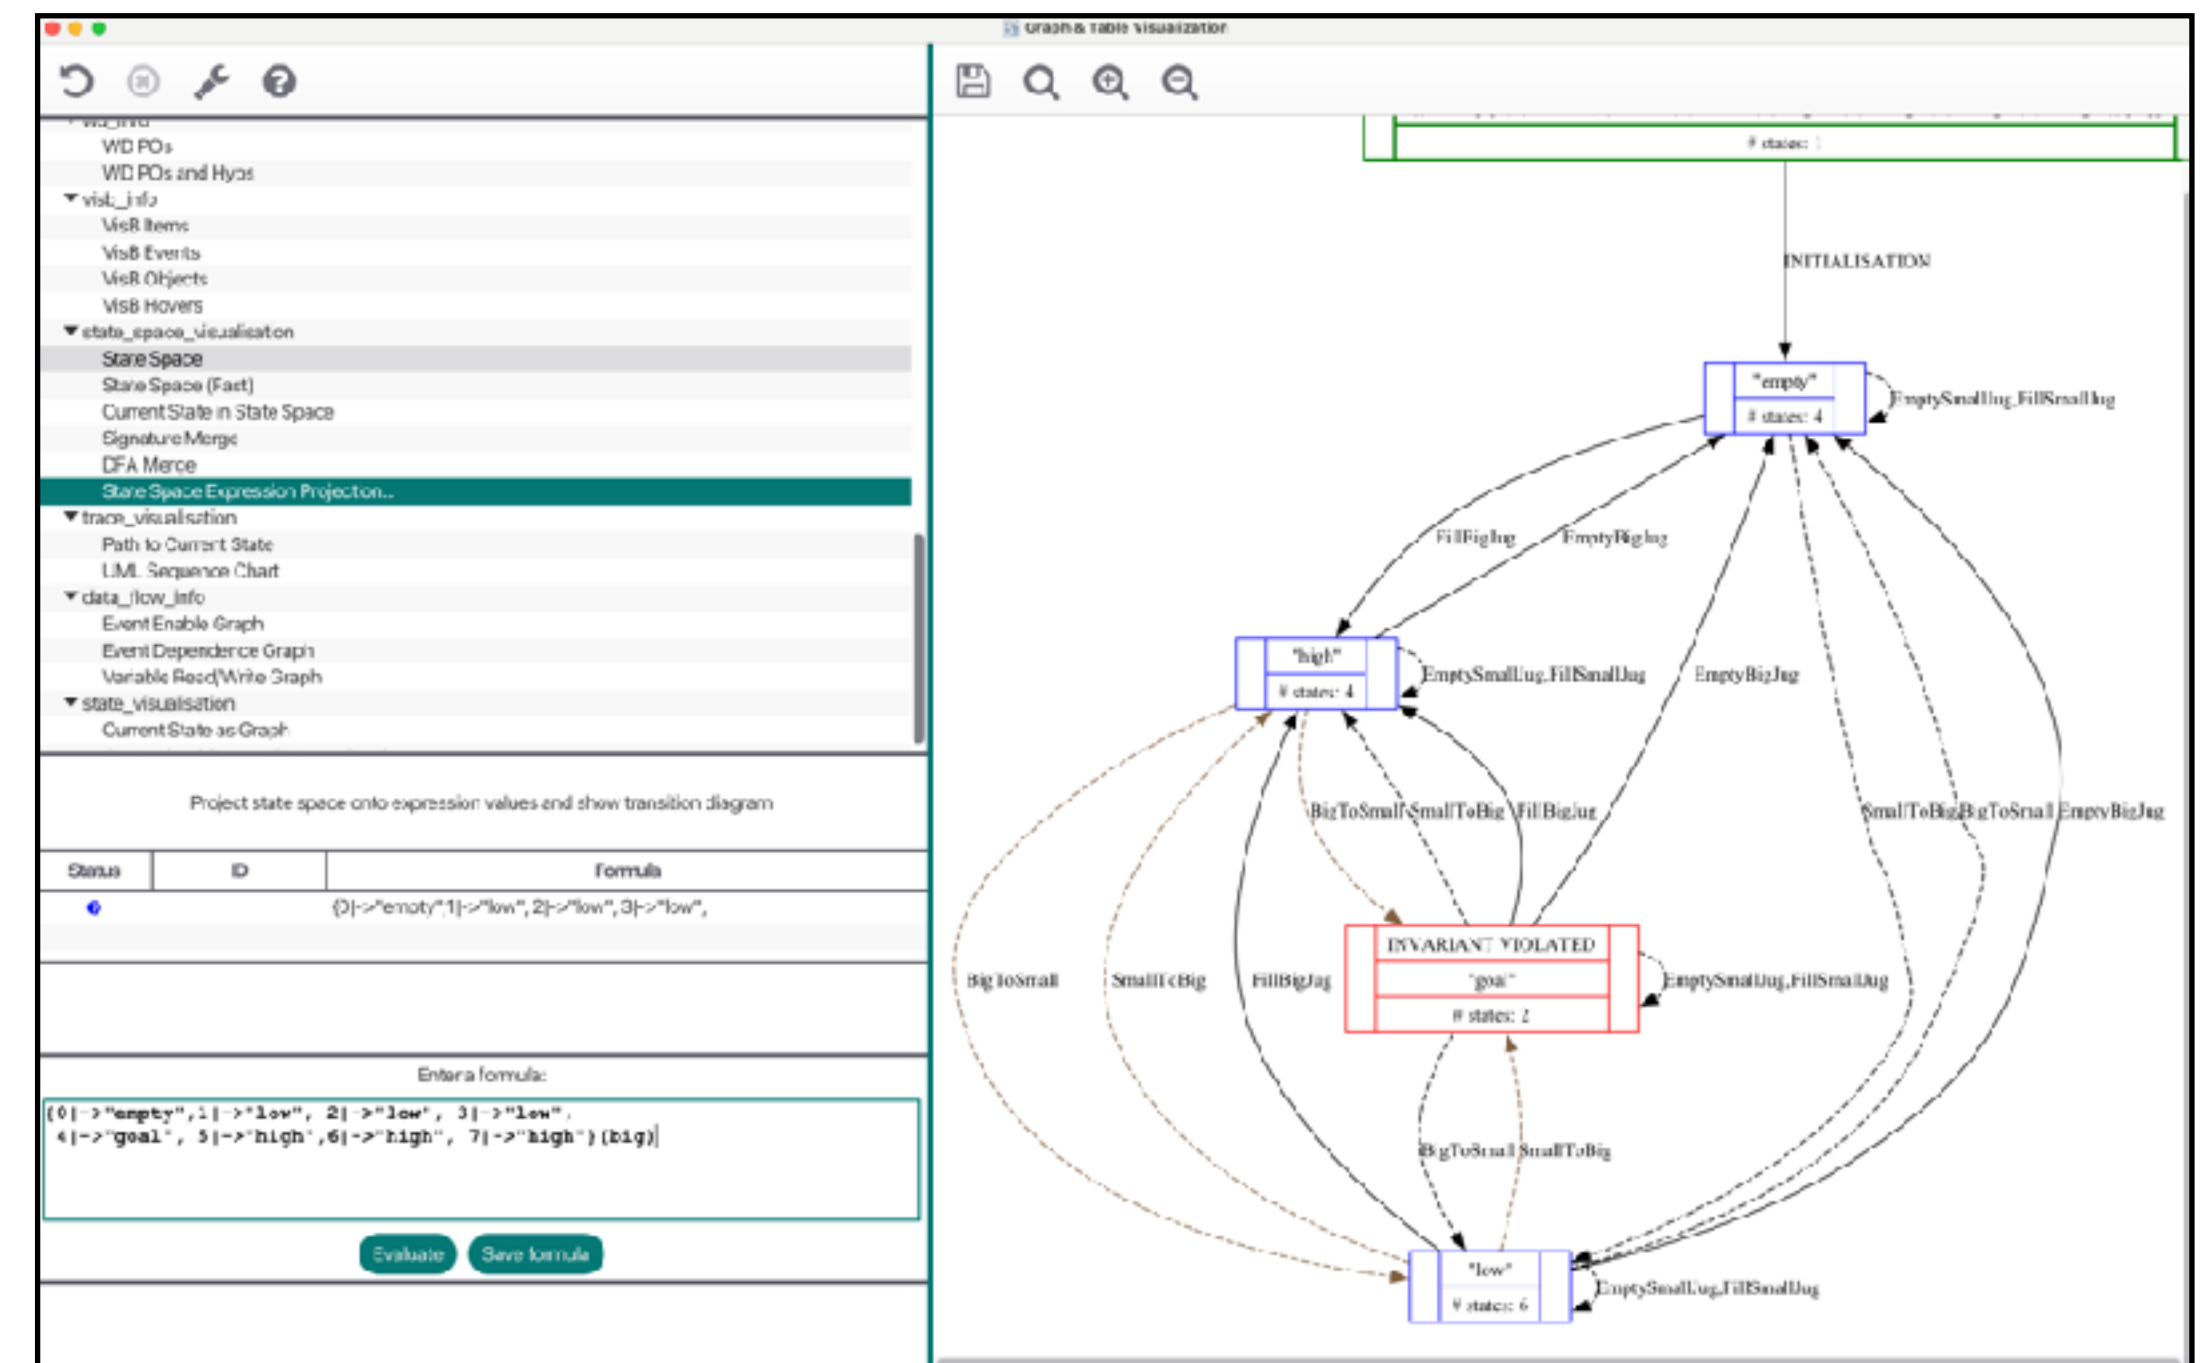 Graph & Table Visualization
WD POs
WD POs and Hyps
visb_info
VisB Items
VisB Events
VisB Objects
VisB Hovers
state_space_visualisation
State Space
State Space (Fast)
Current State in State Space
Signature Merge
DFA Merge
State Space Expression Projection...
trace_visualisation
Path to Current State
UML Sequence Chart
data_flow_info
Event Enable Graph
Event Dependence Graph
Variable Read/Write Graph
state_visualisation
Current State as Graph
Project state space onto expression values and show transition diagram
Status ID Formula
{0|->"empty",1|->"low", 2|->"low", 3|->"low",
Enter a formula:
{0|->"empty",1|->"low", 2|->"low", 3|->"low",
4|->"goal", 5|->"high",6|->"high", 7|->"high"}(big)
Evaluate Save formula
# states: 1
INITIALISATION
"empty"
# states: 4
EmptySmallJug,FillSmallJug
FillBigJug EmptyBigJug
"high"
# states: 4
EmptySmallJug,FillSmallJug
EmptyBigJug
BigToSmall SmallToBig FillBigJug
SmallToBig BigToSmall EmptyBigJug
INVARIANT VIOLATED
"goal"
# states: 2
EmptySmallJug,FillSmallJug
BigToSmall SmallToBig FillBigJug
BigToSmall SmallToBig
"low"
# states: 6
EmptySmallJug,FillSmallJug